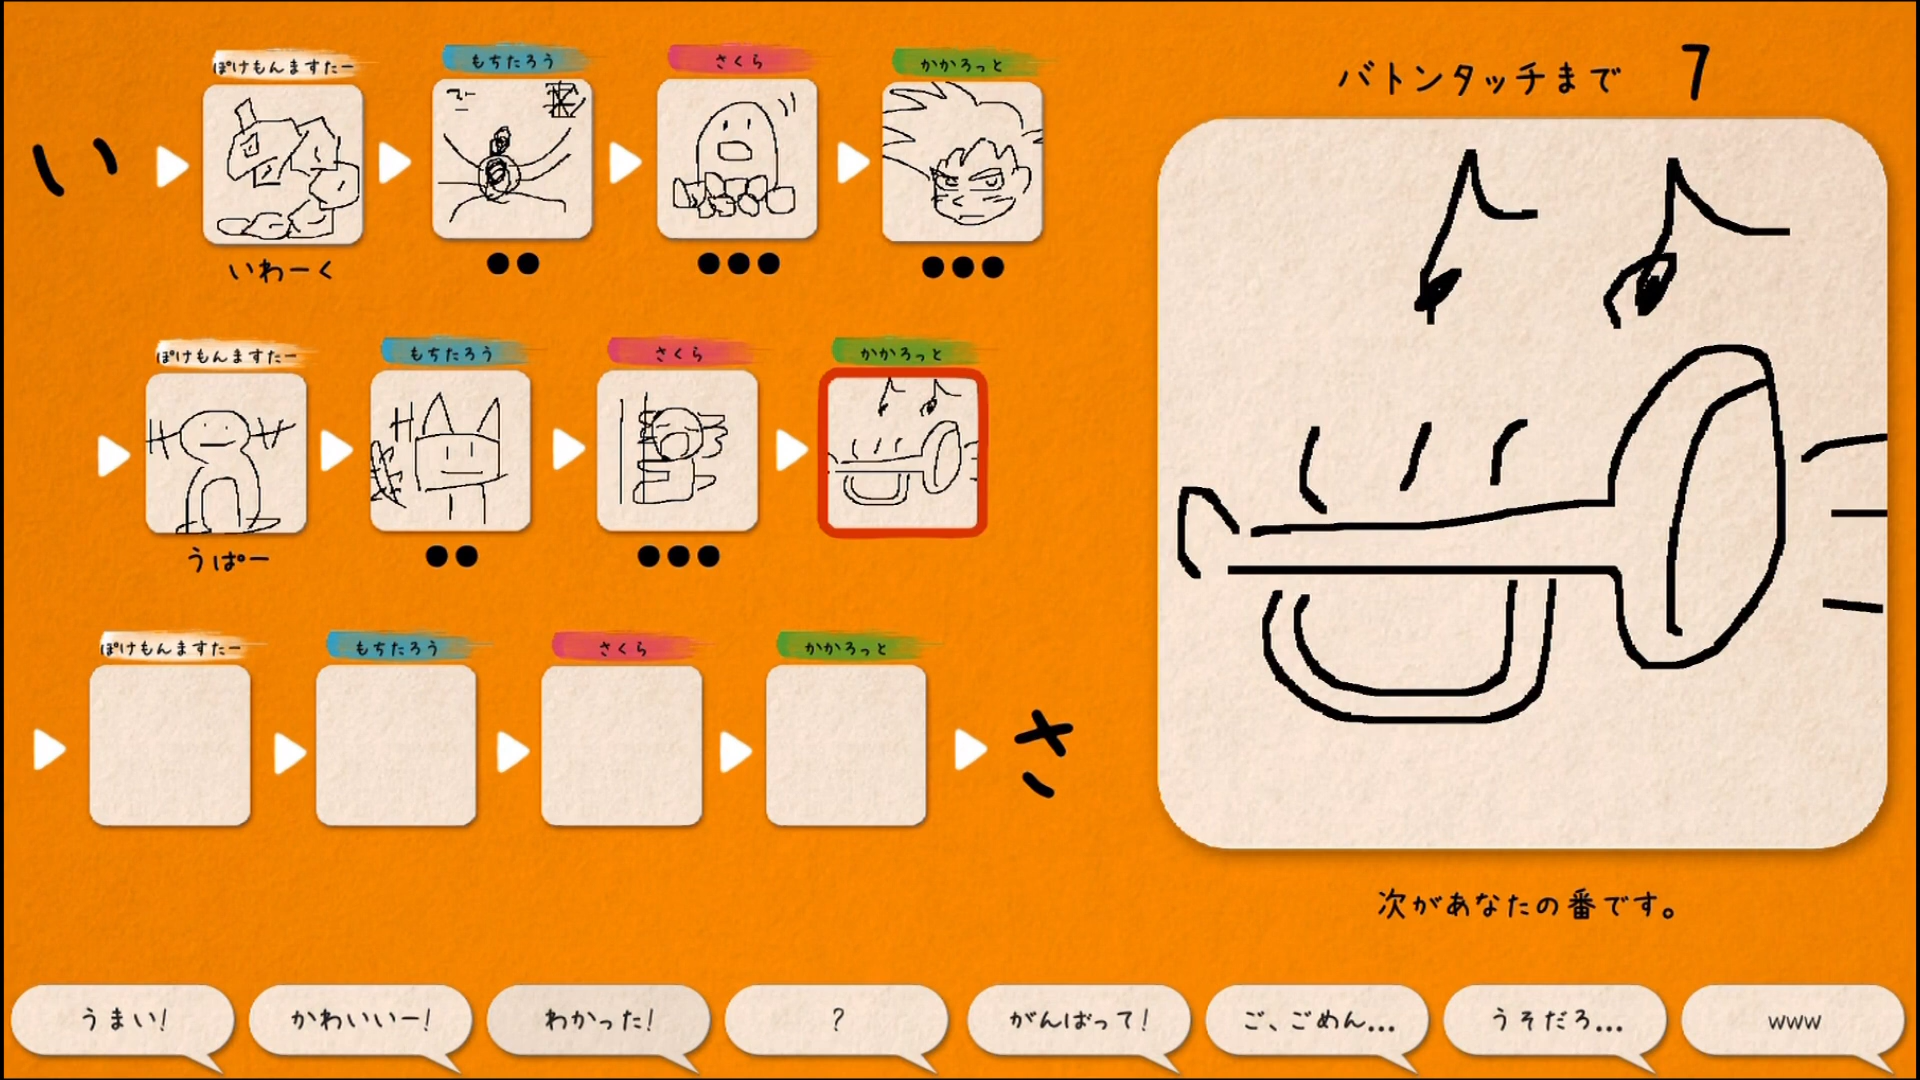 ぽけもんますたー
もちたろう
さくら
かかろっと
バトンタッチまで 7
い
いわーく
ぽけもんますたー
もちたろう
さくら
かかろっと
うぱー
ぽけもんますたー
もちたろう
さくら
かかろっと
さ
次があなたの番です。
うまい!
かわいいー!
わかった!
?
がんばって!
ご、ごめん...
うそだろ...
www